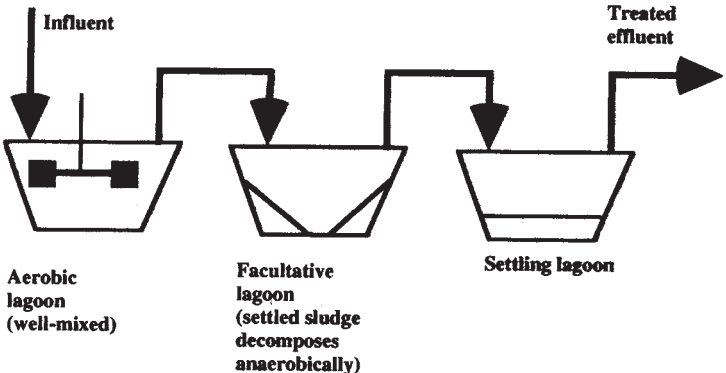 Influent
Treated
effluent
Aerobic
lagoon
(well-mixed)
Facultative
lagoon
(settled sludge
decomposes
anaerobically)
Settling lagoon